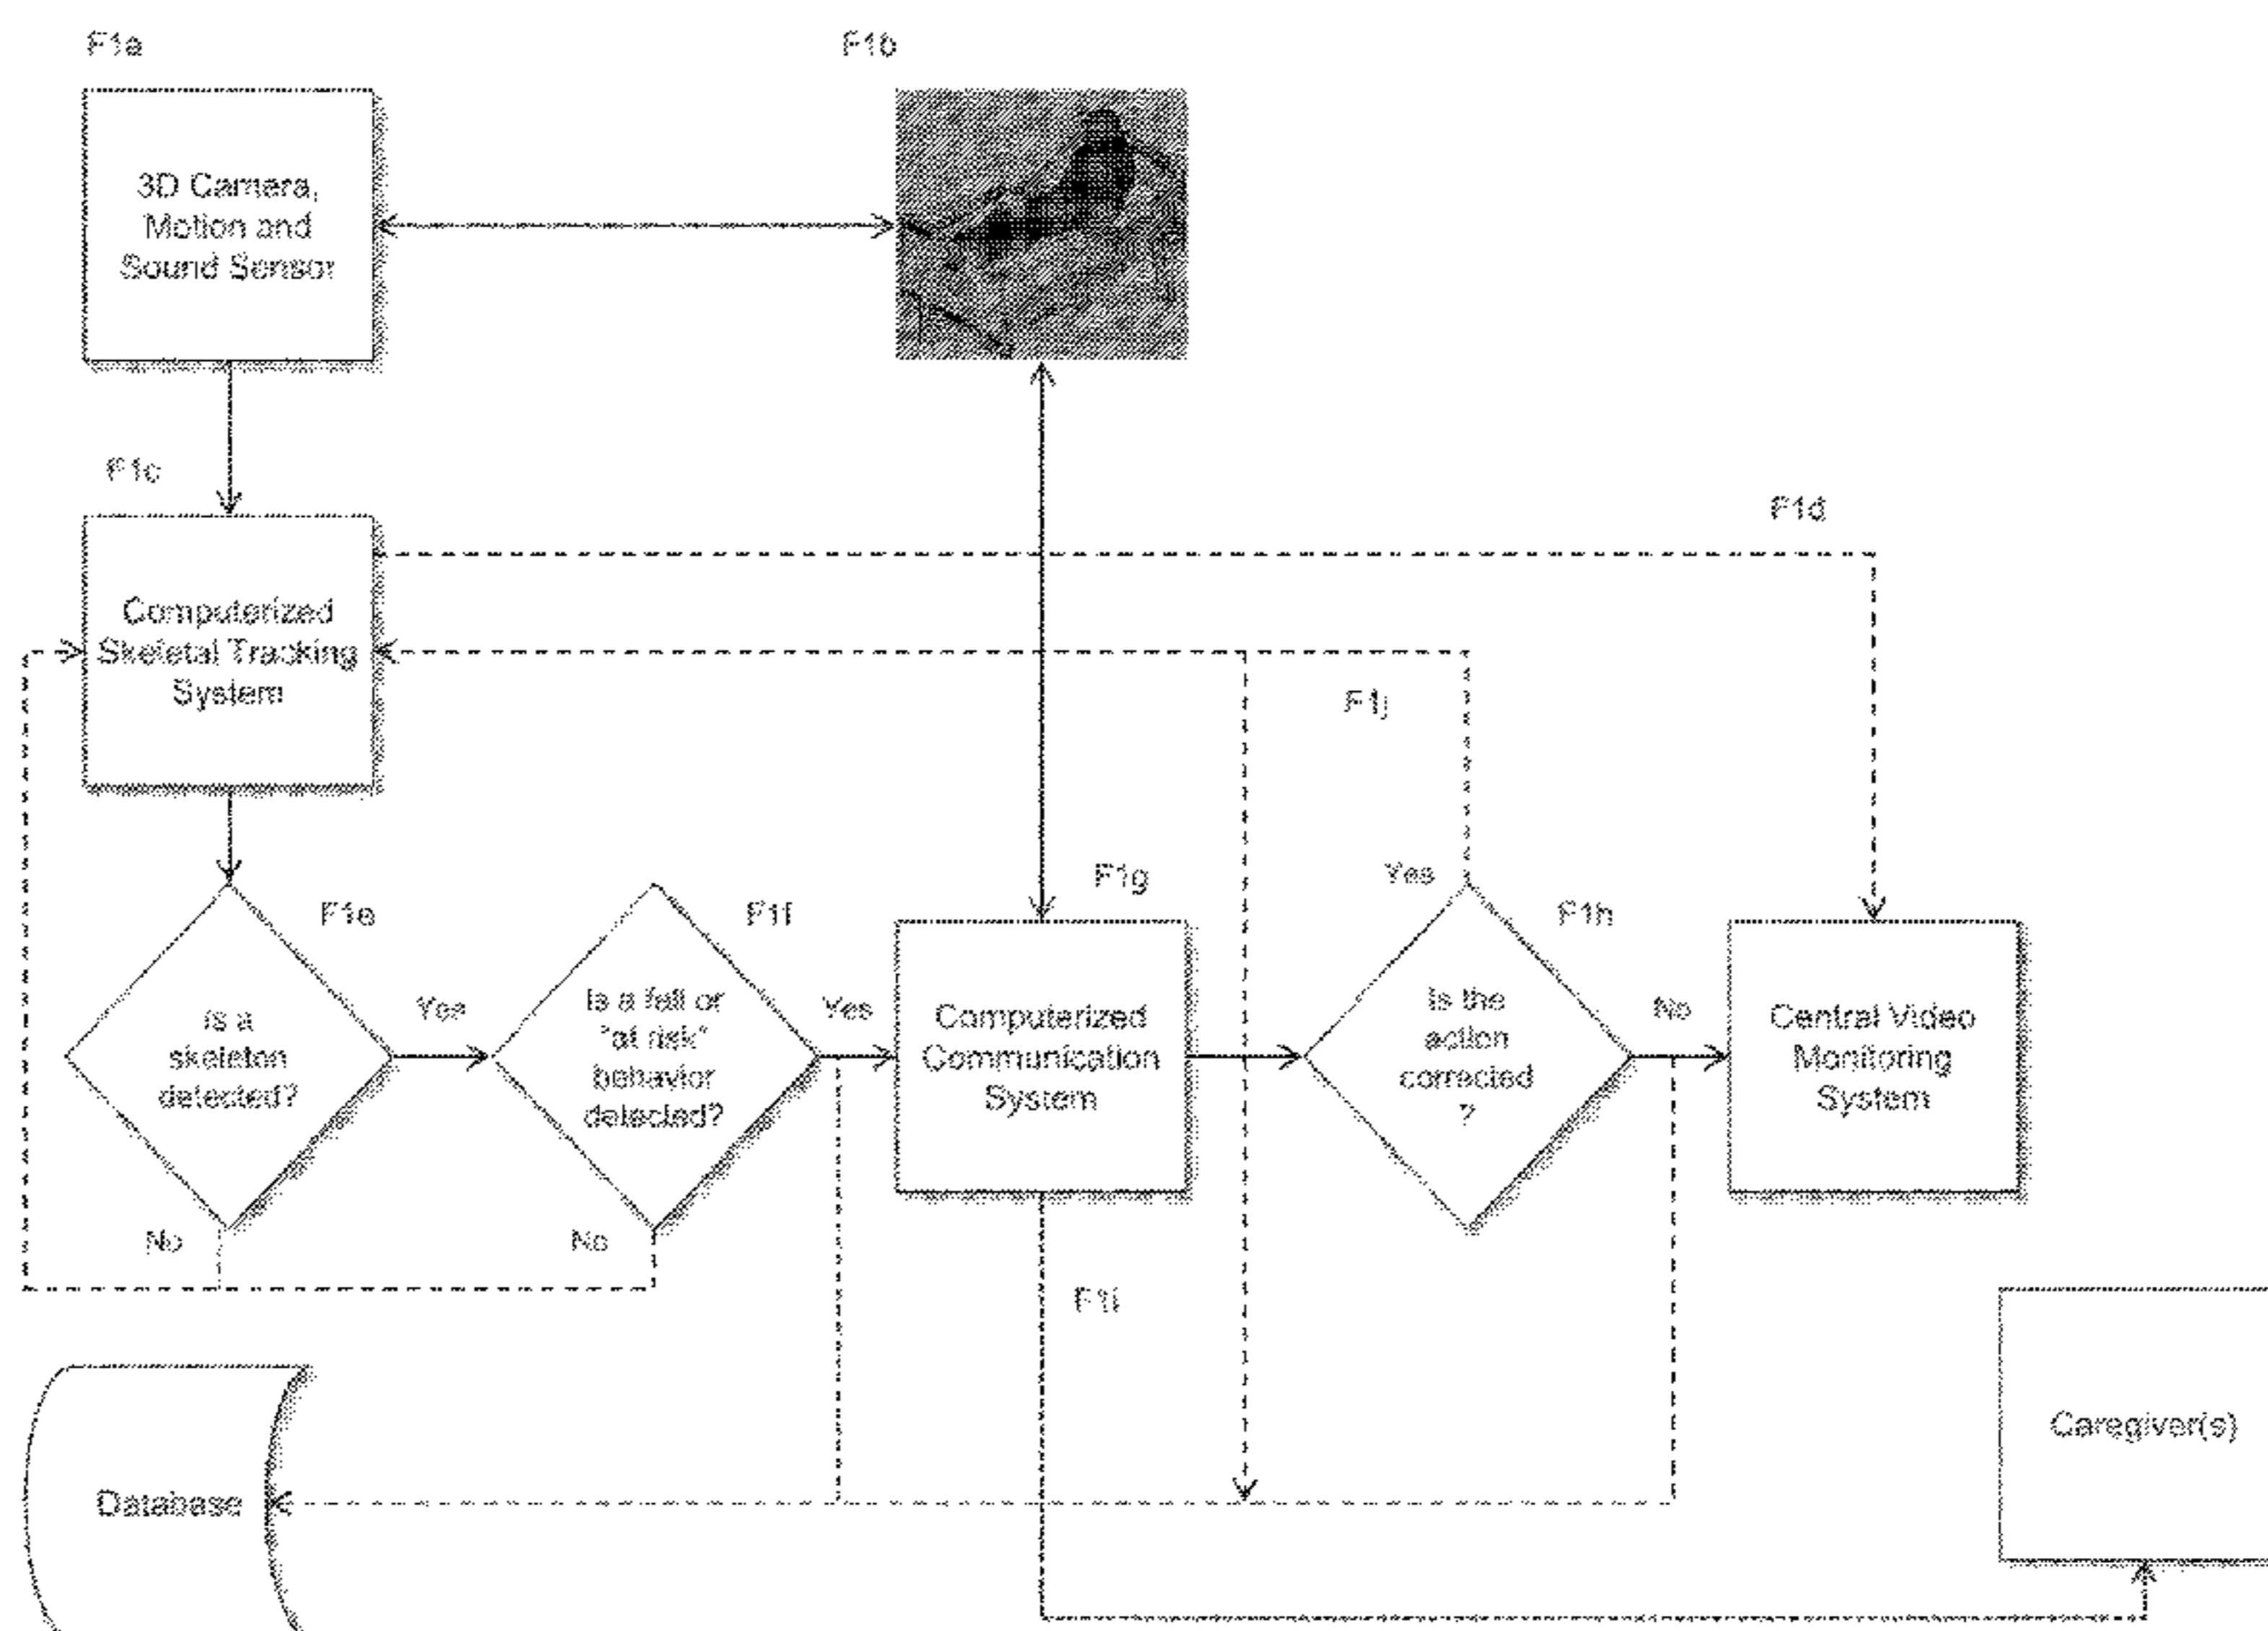 F1a
F1b
3D Camera,
Motion and
Sound Sensor
F1c
F1d
Computerized
Skeletal Tracking
System
F1j
F1e
F1f
F1g
Yes
F1h
Is a
skeleton
detected?
Yes
Is a fall or
"at risk"
behavior
detected?
Yes
Computerized
Communication
System
Is the
action
corrected
?
No
Central Video
Monitoring
System
No
No
F1i
Caregiver(s)
Database